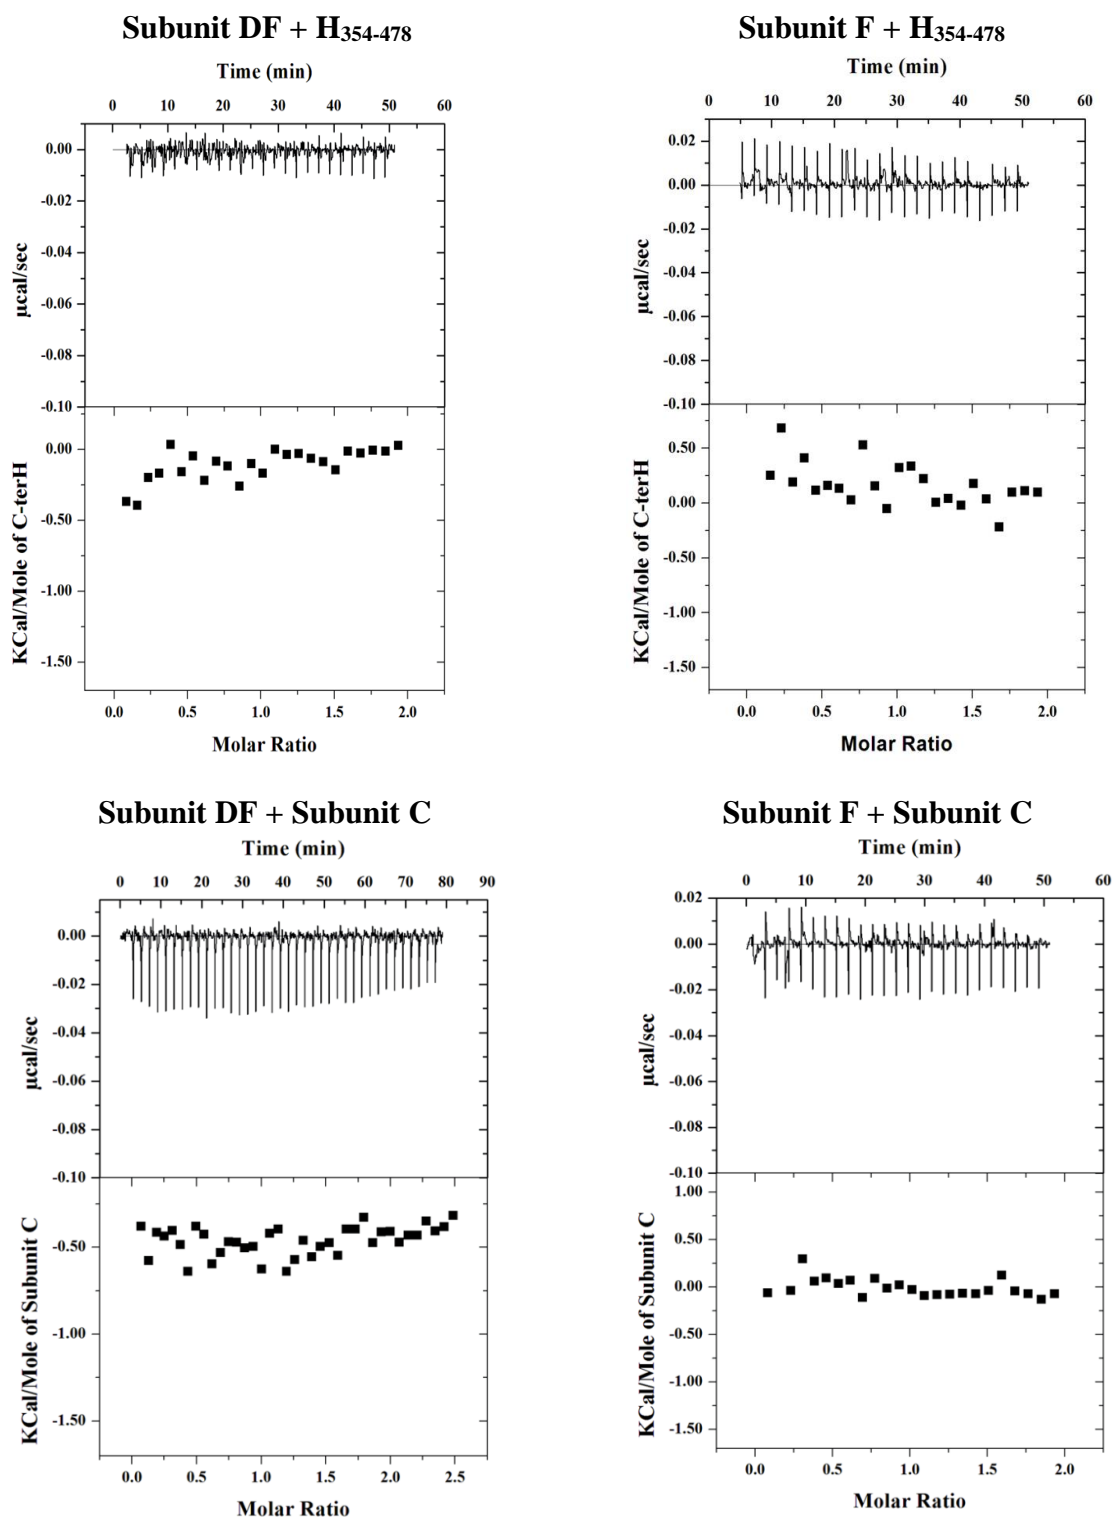 Subunit DF + H354-478
Time (min)
0 10 20 30 40 50 60
0.00
-0.02
-0.04
-0.06
-0.08
-0.10
µcal/sec
0.00
-0.50
-1.00
-1.50
KCal/Mole of C-terH
0.0 0.5 1.0 1.5 2.0
Molar Ratio
Subunit F + H354-478
Time (min)
0 10 20 30 40 50 60
0.02
0.00
-0.02
-0.04
-0.06
-0.08
-0.10
µcal/sec
0.50
0.00
-0.50
-1.00
-1.50
KCal/Mole of C-terH
0.0 0.5 1.0 1.5 2.0
Molar Ratio
Subunit DF + Subunit C
Time (min)
0 10 20 30 40 50 60 70 80 90
0.00
-0.02
-0.04
-0.06
-0.08
-0.10
µcal/sec
-0.50
-1.00
-1.50
KCal/Mole of Subunit C
0.0 0.5 1.0 1.5 2.0 2.5
Molar Ratio
Subunit F + Subunit C
Time (min)
0 10 20 30 40 50 60
0.02
0.00
-0.02
-0.04
-0.06
-0.08
-0.10
µcal/sec
1.00
0.50
0.00
-0.50
-1.00
-1.50
KCal/Mole of Subunit C
0.0 0.5 1.0 1.5 2.0
Molar Ratio